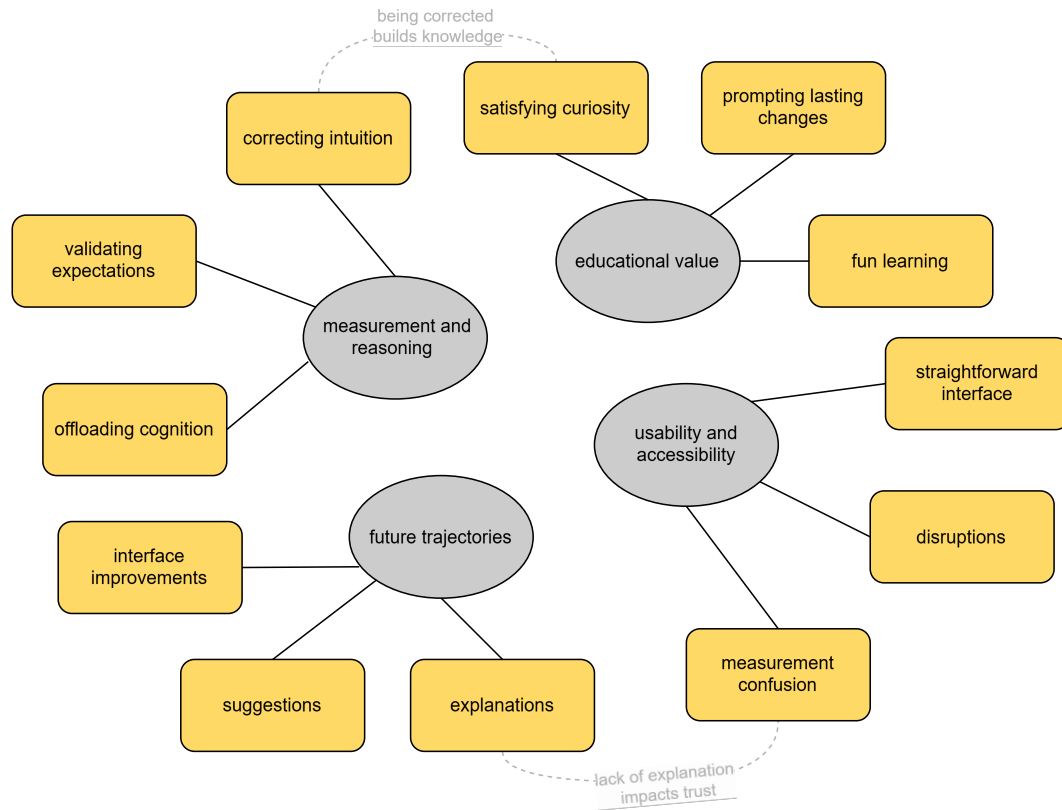 being corrected
builds knowledge
satisfying curiosity
prompting lasting
changes
correcting intuition
validating
expectations
educational value
fun learning
measurement and
reasoning
straightforward
interface
offloading cognition
usability and
accessibility
future trajectories
disruptions
interface
improvements
measurement
confusion
suggestions
explanations
lack of explanation
impacts trust